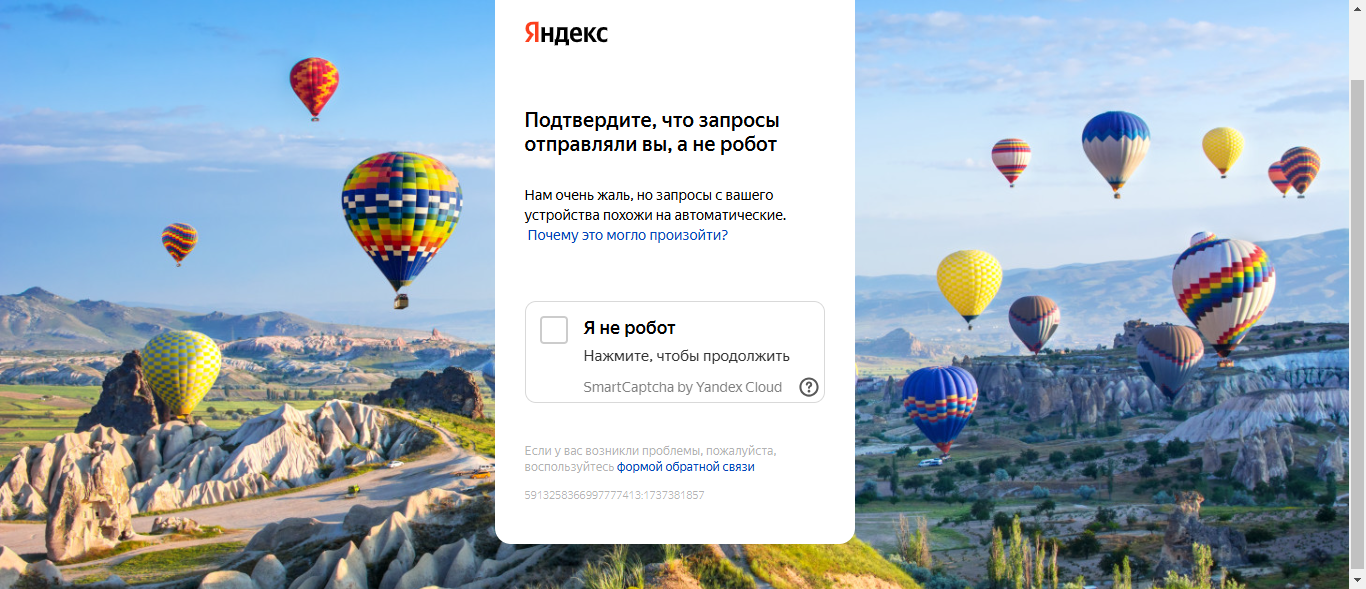 Яндекс
Подтвердите, что запросы
отправляли вы, а не робот
Нам очень жаль, но запросы с вашего
устройства похожи на автоматические.
Почему это могло произойти?
Я не робот
Нажмите, чтобы продолжить
SmartCaptcha by Yandex Cloud
Если у вас возникли проблемы, пожалуйста,
воспользуйтесь формой обратной связи
5913258366997777413:1737381857